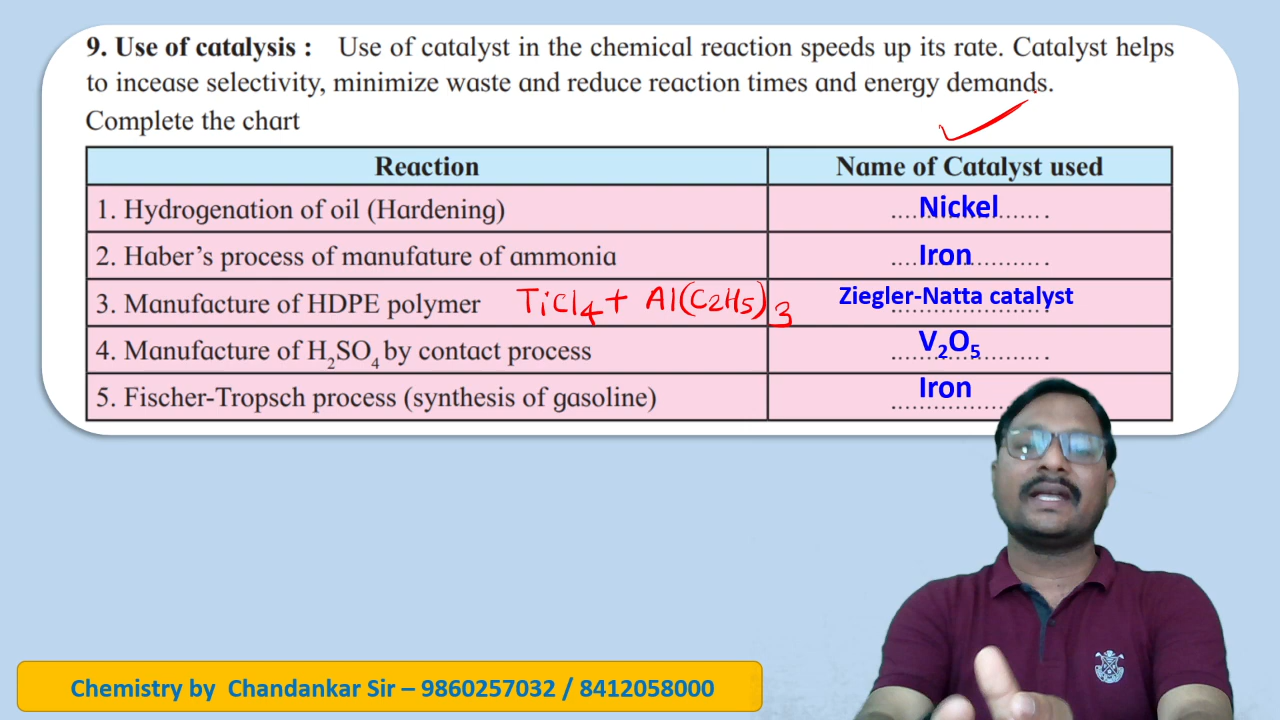 9. Use of catalysis : Use of catalyst in the chemical reaction speeds up its rate. Catalyst helps
to incease selectivity, minimize waste and reduce reaction times and energy demands.
Complete the chart
Reaction Name of Catalyst used
1. Hydrogenation of oil (Hardening) Nickel
2. Haber's process of manufature of ammonia Iron
3. Manufacture of HDPE polymer TiCl4 + Al(C2H5)3 Ziegler-Natta catalyst
4. Manufacture of H₂SO₄ by contact process V₂O₅
5. Fischer-Tropsch process (synthesis of gasoline) Iron
Chemistry by Chandankar Sir – 9860257032 / 8412058000